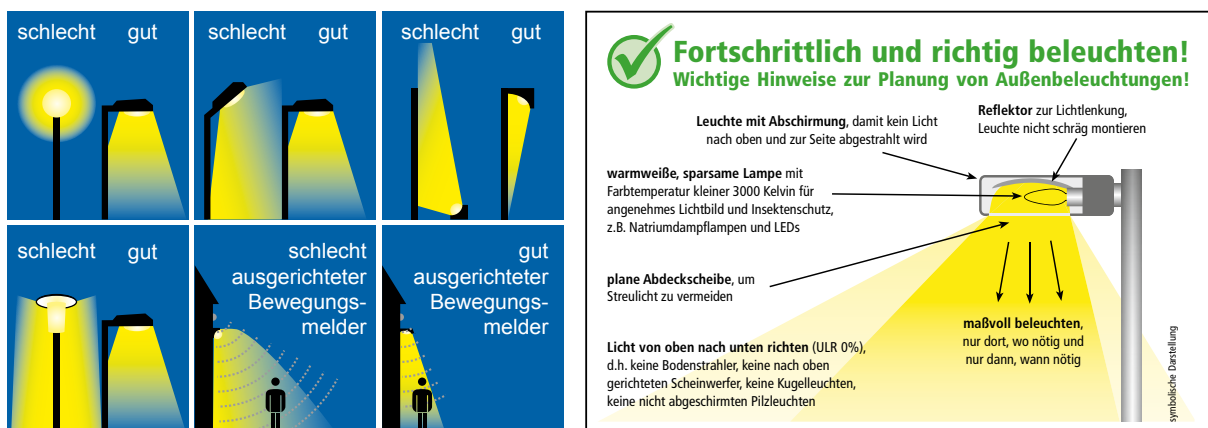 schlecht gut
schlecht gut
schlecht gut
schlecht gut
schlecht
ausgerichteter
Bewegungs-
melder
gut
ausgerichteter
Bewegungs-
melder
Fortschrittlich und richtig beleuchten!
Wichtige Hinweise zur Planung von Außenbeleuchtungen!
Leuchte mit Abschirmung, damit kein Licht
nach oben und zur Seite abgestrahlt wird
Reflektor zur Lichtlenkung,
Leuchte nicht schräg montieren
warmweiße, sparsame Lampe mit
Farbtemperatur kleiner 3000 Kelvin für
angenehmes Lichtbild und Insektenschutz,
z.B. Natriumdampflampen und LEDs
plane Abdeckscheibe, um
Streulicht zu vermeiden
maßvoll beleuchten,
nur dort, wo nötig und
nur dann, wann nötig
Licht von oben nach unten richten (ULR 0%),
d.h. keine Bodenstrahler, keine nach oben
gerichteten Scheinwerfer, keine Kugelleuchten,
keine nicht abgeschirmten Pilzleuchten
symbolische Darstellung